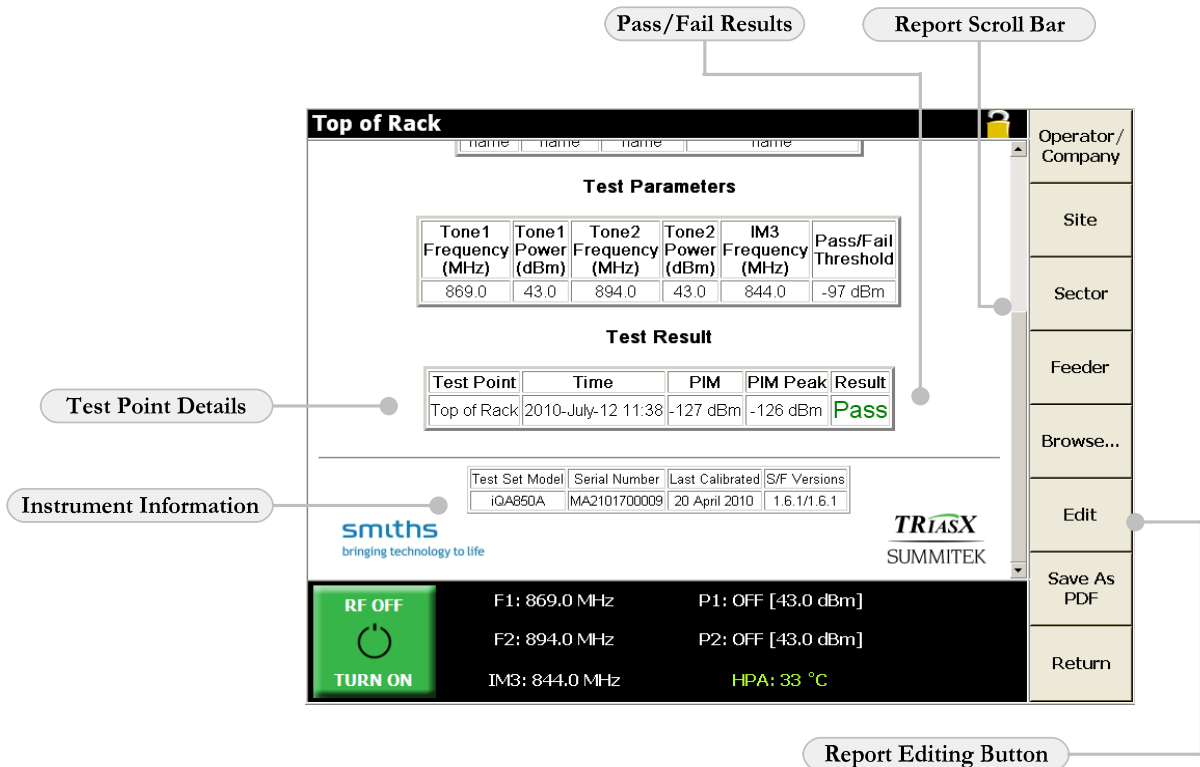 Pass/Fail Results
Report Scroll Bar
Top of Rack
name name name name
Test Parameters
Tone1 Frequency (MHz) Tone1 Power (dBm) Tone2 Frequency (MHz) Tone2 Power (dBm) IM3 Frequency (MHz) Pass/Fail Threshold
869.0 43.0 894.0 43.0 844.0 -97 dBm
Test Result
Test Point Time PIM PIM Peak Result
Top of Rack 2010-July-12 11:38 -127 dBm -126 dBm Pass
Test Point Details
Test Set Model Serial Number Last Calibrated S/F Versions
iQA850A MA2101700009 20 April 2010 1.6.1/1.6.1
Instrument Information
smiths
bringing technology to life
TRIASX
SUMMITEK
Operator/
Company
Site
Sector
Feeder
Browse...
Edit
Save As
PDF
Return
RF OFF
TURN ON
F1: 869.0 MHz P1: OFF [43.0 dBm]
F2: 894.0 MHz P2: OFF [43.0 dBm]
IM3: 844.0 MHz HPA: 33 °C
Report Editing Button